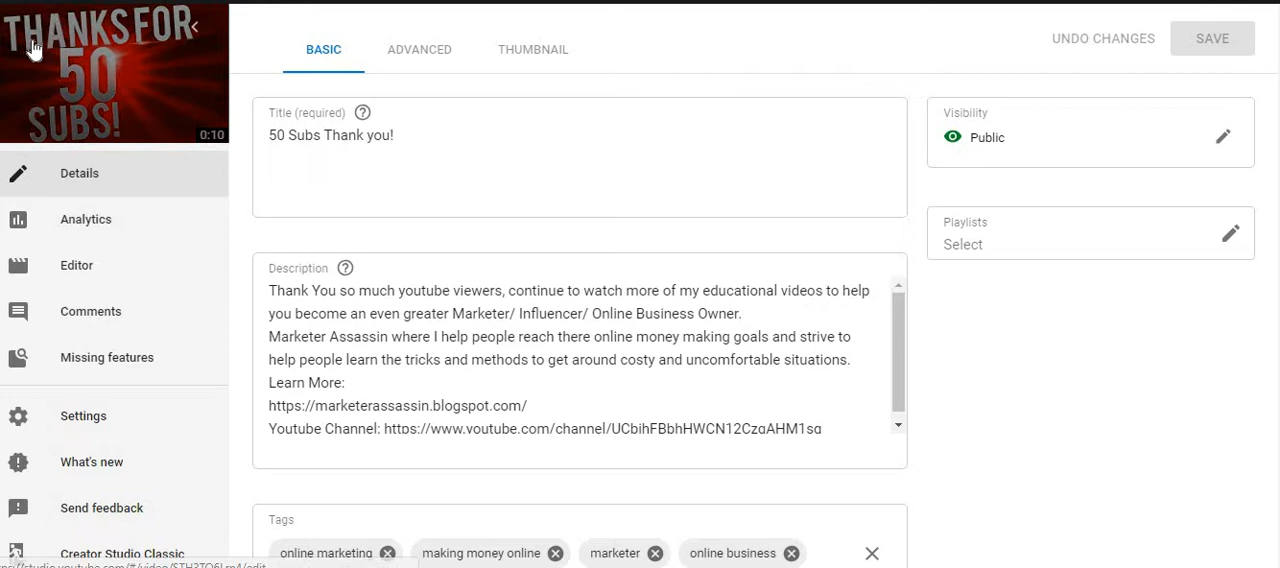 THANKS FOR
50
SUBS!
0:10
Details
Analytics
Editor
Comments
Missing features
Settings
What's new
Send feedback
Creator Studio Classic
BASIC
ADVANCED
THUMBNAIL
UNDO CHANGES
SAVE
Title (required)
50 Subs Thank you!
Description
Thank You so much youtube viewers, continue to watch more of my educational videos to help
you become an even greater Marketer/ Influencer/ Online Business Owner.
Marketer Assassin where I help people reach there online money making goals and strive to
help people learn the tricks and methods to get around costy and uncomfortable situations.
Learn More:
https://marketerassassin.blogspot.com/
Youtube Channel: https://www.youtube.com/channel/UCbihFBbhHWCN12CzqAHM1sg
Tags
online marketing
making money online
marketer
online business
Visibility
Public
Playlists
Select